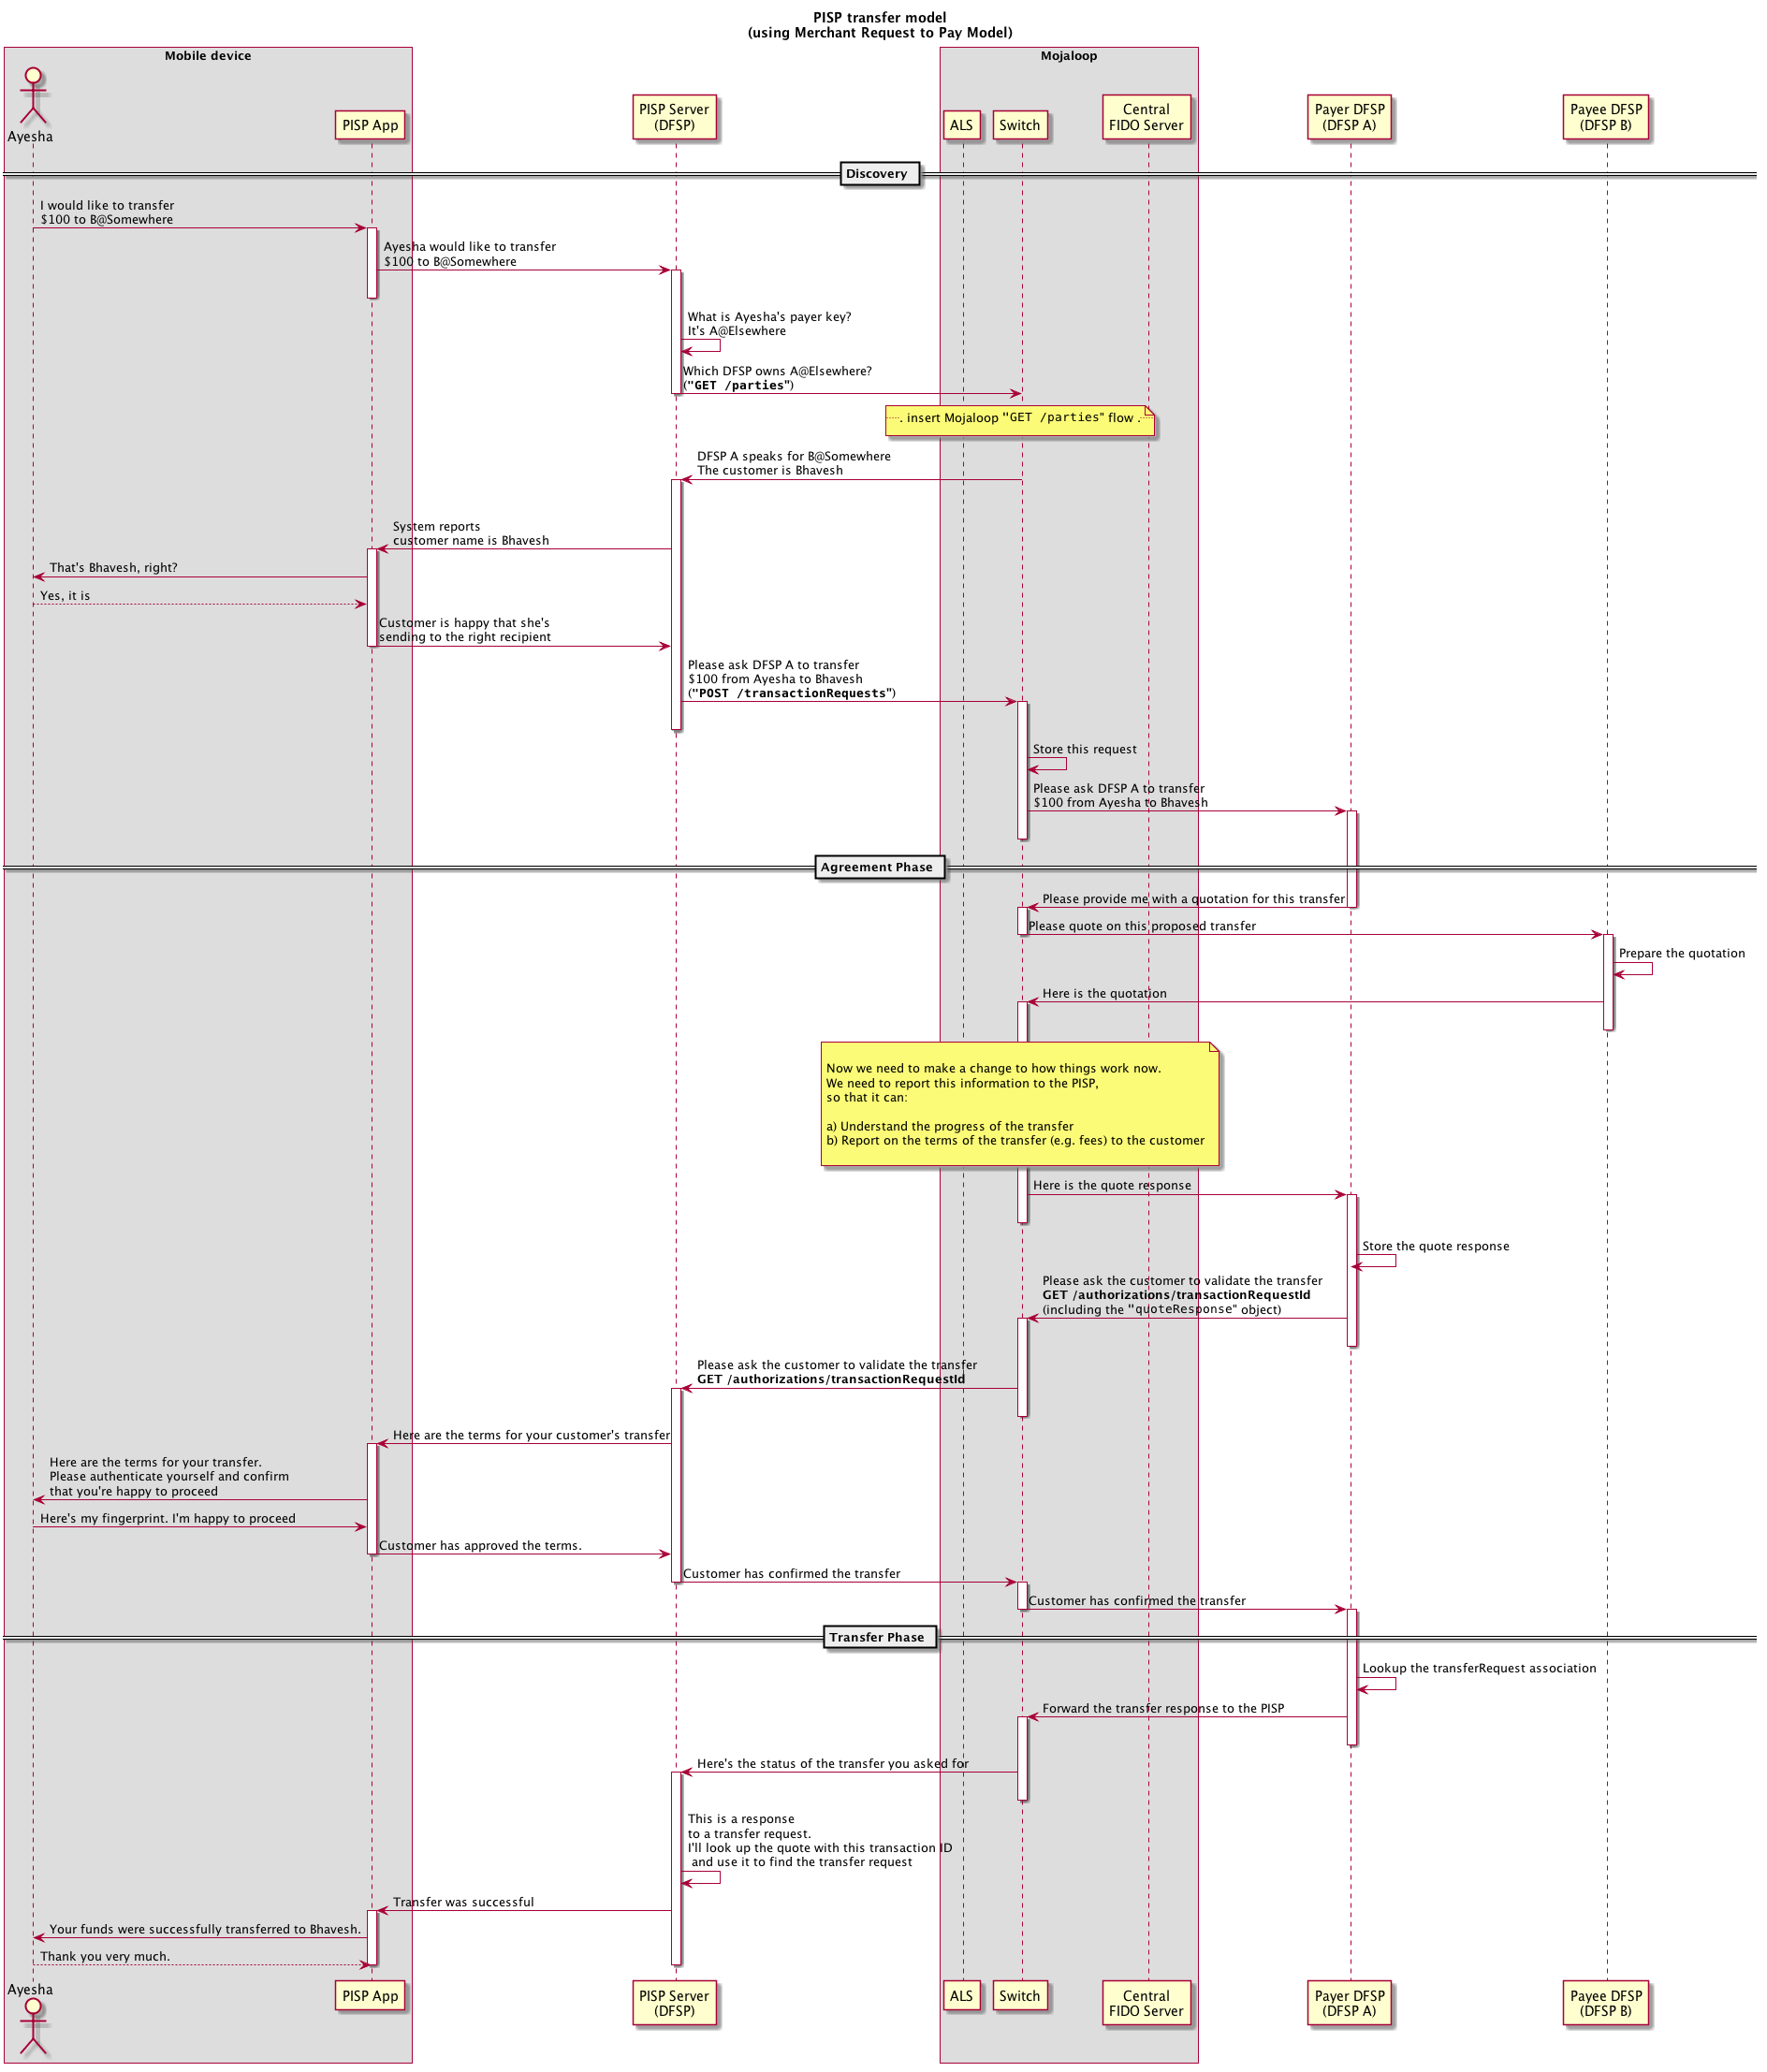 PISP transfer model
(using Merchant Request to Pay Model)
Mobile device
Mojaloop
Ayesha
PISP App
PISP Server
(DFSP)
ALS
Switch
Central
FIDO Server
Payer DFSP
(DFSP A)
Payee DFSP
(DFSP B)
Discovery
I would like to transfer
$100 to B@Somewhere
Ayesha would like to transfer
$100 to B@Somewhere
What is Ayesha's payer key?
It's A@Elsewhere
Which DFSP owns A@Elsewhere?
("GET /parties")
. insert Mojaloop "GET /parties" flow .
DFSP A speaks for B@Somewhere
The customer is Bhavesh
System reports
customer name is Bhavesh
That's Bhavesh, right?
Yes, it is
Customer is happy that she's
sending to the right recipient
Please ask DFSP A to transfer
$100 from Ayesha to Bhavesh
("POST /transactionRequests")
Store this request
Please ask DFSP A to transfer
$100 from Ayesha to Bhavesh
Agreement Phase
Please provide me with a quotation for this transfer
Please quote on this proposed transfer
Prepare the quotation
Here is the quotation
Now we need to make a change to how things work now.
We need to report this information to the PISP,
so that it can:
a) Understand the progress of the transfer
b) Report on the terms of the transfer (e.g. fees) to the customer
Here is the quote response
Store the quote response
Please ask the customer to validate the transfer
GET /authorizations/transactionRequestId
(including the "quoteResponse" object)
Please ask the customer to validate the transfer
GET /authorizations/transactionRequestId
Here are the terms for your customer's transfer
Here are the terms for your transfer.
Please authenticate yourself and confirm
that you're happy to proceed
Here's my fingerprint. I'm happy to proceed
Customer has approved the terms.
Customer has confirmed the transfer
Customer has confirmed the transfer
Transfer Phase
Lookup the transferRequest association
Forward the transfer response to the PISP
Here's the status of the transfer you asked for
This is a response
to a transfer request.
I'll look up the quote with this transaction ID
and use it to find the transfer request
Transfer was successful
Your funds were successfully transferred to Bhavesh.
Thank you very much.
Ayesha
PISP App
PISP Server
(DFSP)
ALS
Switch
Central
FIDO Server
Payer DFSP
(DFSP A)
Payee DFSP
(DFSP B)